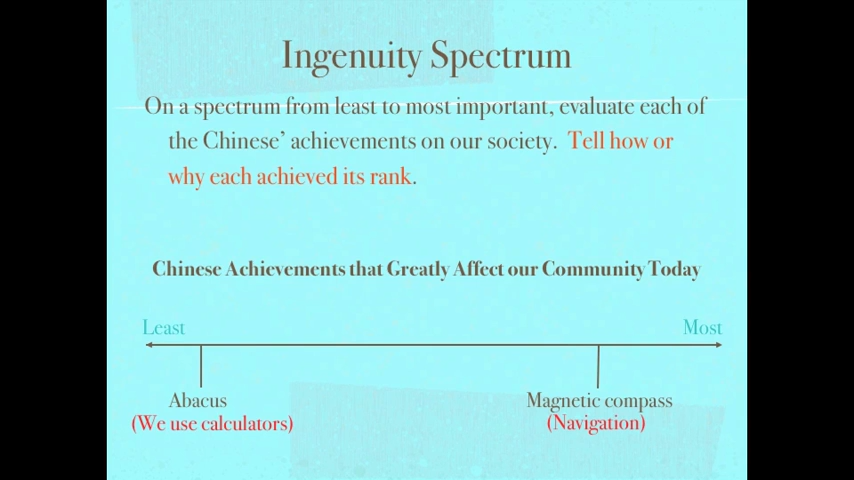 Ingenuity Spectrum
On a spectrum from least to most important, evaluate each of
the Chinese’ achievements on our society. Tell how or
why each achieved its rank.
Chinese Achievements that Greatly Affect our Community Today
Least Most
Abacus Magnetic compass
(We use calculators) (Navigation)